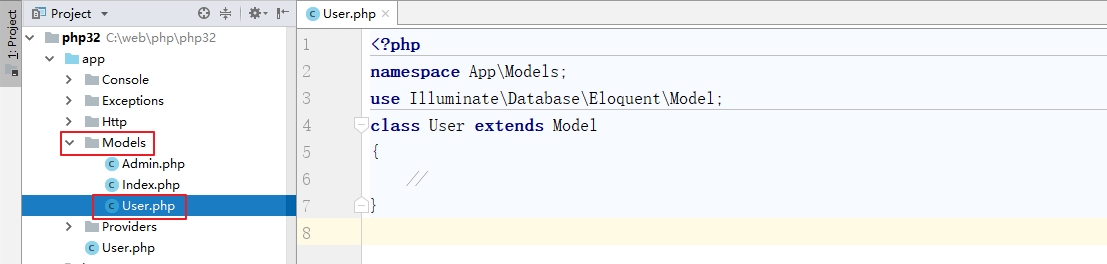 1: Project
Project
php32 C:\web\php\php32
app
Console
Exceptions
Http
Models
Admin.php
Index.php
User.php
Providers
User.php
User.php
1 <?php
2 namespace App\Models;
3 use Illuminate\Database\Eloquent\Model;
4 class User extends Model
5 {
6 //
7 }
8